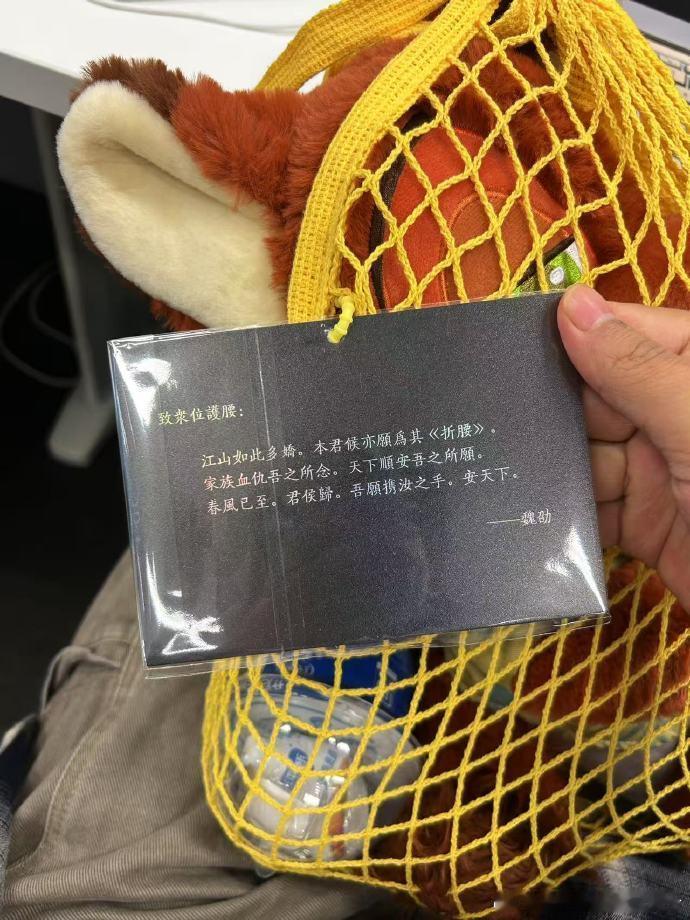 致衆位護腰：
江山如此多嬌。本君候亦願爲其《折腰》。
家族血仇吾之所念。天下順安吾之所願。
春風已至。君侯歸。吾願携汝之手。安天下。
——魏劭